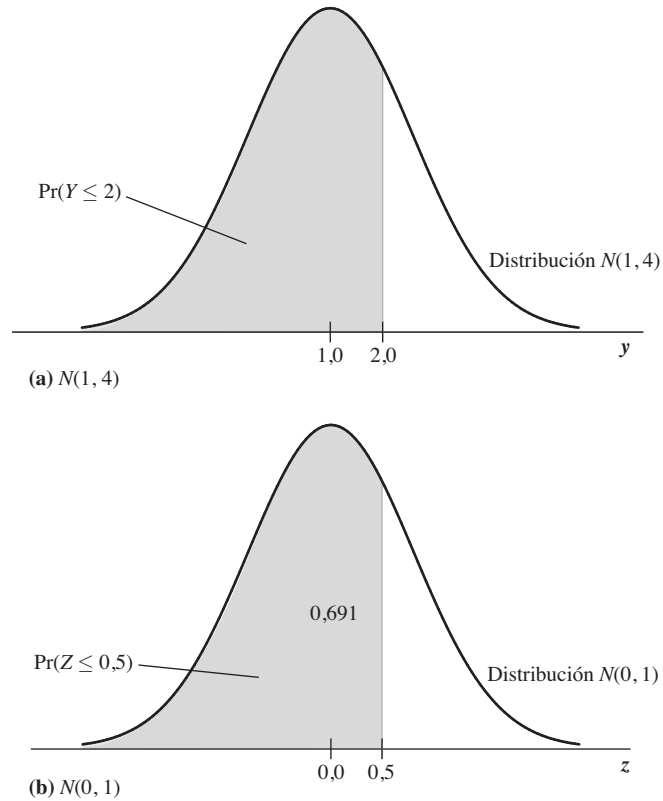 Pr(Y ≤ 2)
Distribución N(1, 4)
1,0 2,0 y
(a) N(1, 4)
0,691
Pr(Z ≤ 0,5)
Distribución N(0, 1)
0,0 0,5 z
(b) N(0, 1)